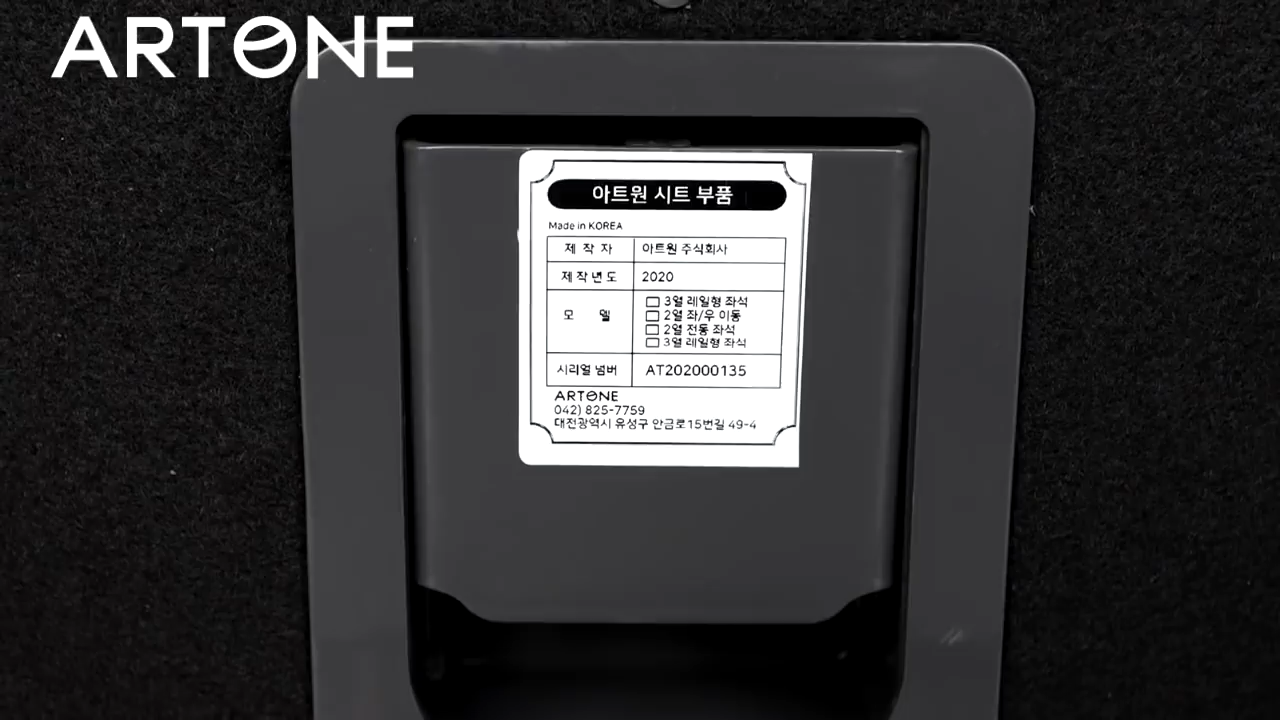 ARTONE
아트원 시트 부품
Made in KOREA
제 작 자 아트원 주식회사
제 작 년 도 2020
모 델
3열 레일형 좌석
2열 좌/우 이동
2열 전동 좌석
3열 레일형 좌석
시리얼 넘버 AT202000135
ARTONE
042) 825-7759
대전광역시 유성구 안금로15번길 49-4